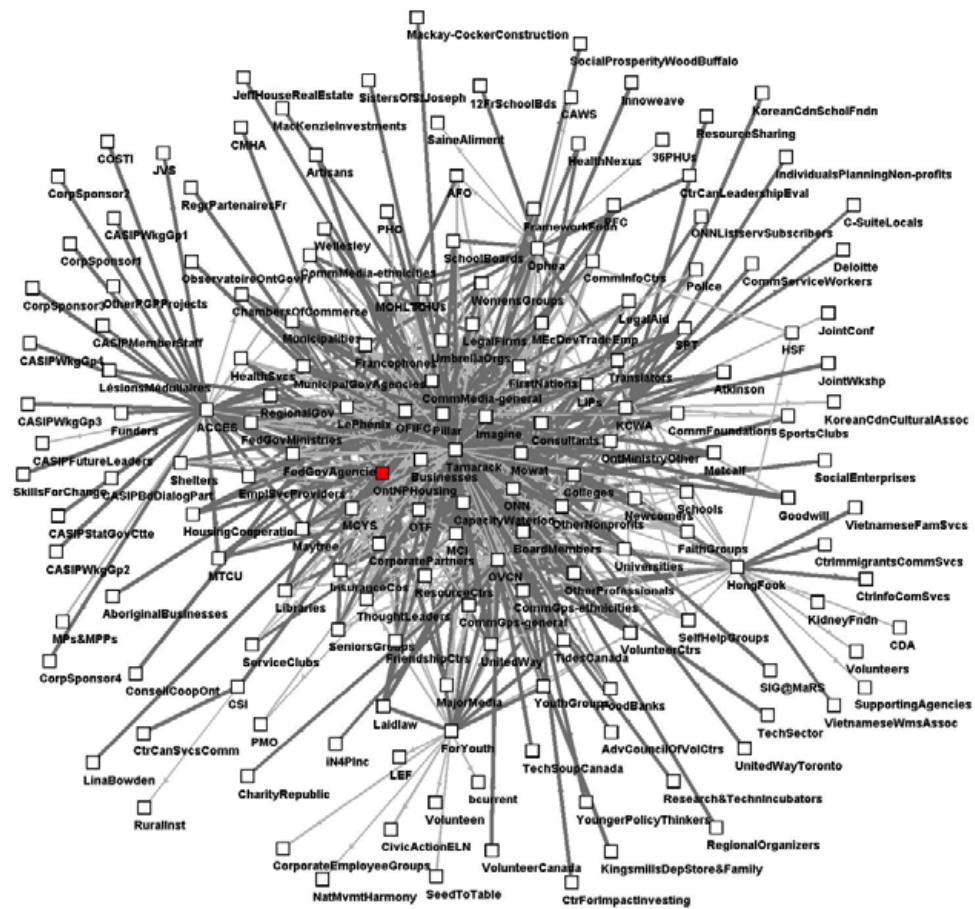 Mackay-CockerConstruction
SocialProsperityWoodBuffalo
JeffHouseRealEstate
SistersOfStJoseph
12FrSchoolBds
CAWS
Innoweave
KoreanCdnScholFndn
MacKenzieInvestments
SaineAliment
ResourceSharing
CMHA
HealthNexus
36PHUs
COSTI
JVS
Artisans
IndividualsPlanningNon-profits
CorpSponsor2
RegrPartenairesFr
AFO
CtrCanLeadershipEval
C-SuiteLocals
CASIPWkgGp1
PHO
FrameworkFndn
PFC
ONNListservSubscribers
CorpSponsor1
Wellesley
SchoolBoards
Ophea
Deloitte
ObservatoireOntGovFr
CommMedia-ethnicities
CommInfoCtrs
Police
CommServiceWorkers
CorpSponsor3
OtherPGPProjects
ChambersOfCommerce
MOHLTC
PHUs
WomensGroups
LegalAid
JointConf
CASIPMemberStaff
Municipalities
LegalFirms
MEcDevTradeEmp
SPT
HSF
CASIPWkgGp4
Francophones
UmbrellaOrgs
LésionsMédullaires
HealthSvcs
MunicipalGovAgencies
FirstNations
Translators
Atkinson
JointWkshp
CommMedia-general
LIPs
CASIPWkgGp3
Funders
ACCES
RegionalGov
LePhénix
OFIFC
Pillar
Imagine
KCWA
CommFoundations
KoreanCdnCulturalAssoc
SportsClubs
FedGovMinistries
Consultants
CASIPFutureLeaders
Shelters
FedGovAgencies
Businesses
Tamarack
Mowat
OntMinistryOther
Metcalf
SocialEnterprises
SkillsForChange
CASIPBdDialogPart
EmplSvcProviders
OntNPHousing
ONN
Colleges
Newcomers
Schools
Goodwill
CASIPStatGovCttee
HousingCooperation
MCYS
OTF
CapacityWaterloo
OtherNonprofits
VietnameseFamSvcs
CASIPWkgGp2
MTCU
Maytree
CorporatePartners
MCI
BoardMembers
Universities
FaithGroups
HongFook
CtrImmigrantsCommSvcs
InsuranceCos
ResourceCtrs
OVCN
OtherProfessionals
CtrInfoComSvcs
AboriginalBusinesses
Libraries
ThoughtLeaders
CommGps-general
CommGps-ethnicities
SelfHelpGroups
KidneyFndn
CDA
MPs&MPPs
ServiceClubs
SeniorsGroups
FriendshipCtrs
UnitedWay
TidesCanada
VolunteerCtrs
Volunteers
CorpSponsor4
ConseilCoopOnt
CSI
MajorMedia
YouthGroups
FoodBanks
SIG@MaRS
SupportingAgencies
VietnameseWmsAssoc
CtrCanSvcsComm
PMO
Laidlaw
ForYouth
AdvCouncilOfVolCtrs
TechSector
LinaBowden
CharityRepublic
iN4PInc
LEF
TechSoupCanada
UnitedWayToronto
RuralInst
bcurrent
Volunteen
Research&TechnIncubators
YoungerPolicyThinkers
CorporateEmployeeGroups
CivicActionELN
VolunteerCanada
KingsmillsDepStore&Family
RegionalOrganizers
NatMvmtHarmony
SeedToTable
CtrForImpactInvesting